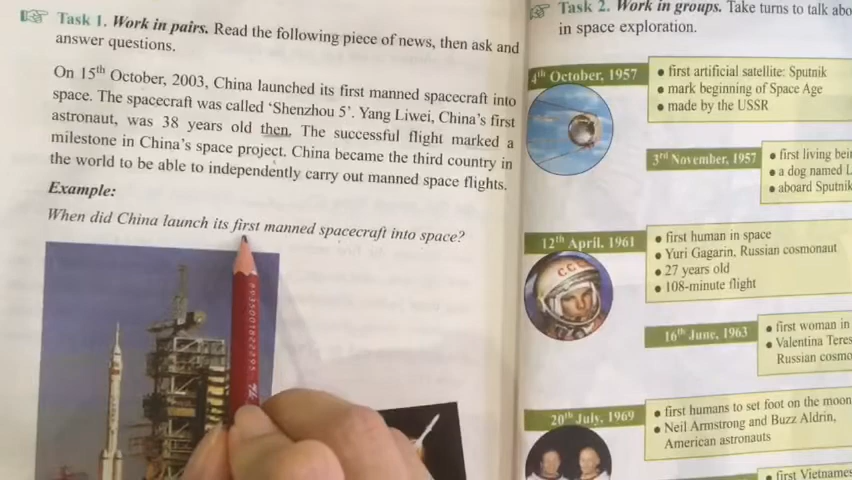 Task 1. Work in pairs. Read the following piece of news, then ask and
answer questions.
On 15th October, 2003, China launched its first manned spacecraft into
space. The spacecraft was called ‘Shenzhou 5’. Yang Liwei, China's first
astronaut, was 38 years old then. The successful flight marked a
milestone in China's space project. China became the third country in
the world to be able to independently carry out manned space flights.
Example:
When did China launch its first manned spacecraft into space?
Task 2. Work in groups. Take turns to talk
in space exploration.
4th October, 1957
• first artificial satellite: Sputnik
• mark beginning of Space Age
• made by the USSR
3rd November, 1957
• first living
• a dog named
• aboard Sputnik
12th April, 1961
• first human in space
• Yuri Gagarin, Russian cosmonaut
• 27 years old
• 108-minute flight
16th June, 1963
• first woman in
• Valentina
Russian
20th July, 1969
• first humans to set foot on the moon
• Neil Armstrong and Buzz Aldrin,
American astronauts
• first